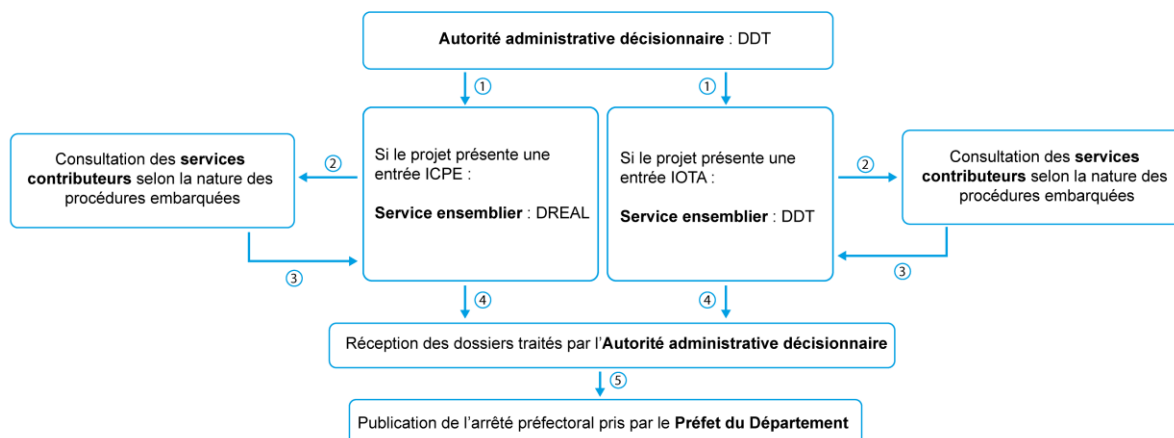 Autorité administrative décisionnaire : DDT
①
①
Consultation des services
contributeurs selon la nature des
procédures embarquées
②
③
Si le projet présente une
entrée ICPE :
Service ensemblier : DREAL
Si le projet présente une
entrée IOTA :
Service ensemblier : DDT
②
③
Consultation des services
contributeurs selon la nature des
procédures embarquées
④
④
Réception des dossiers traités par l’Autorité administrative décisionnaire
⑤
Publication de l’arrêté préfectoral pris par le Préfet du Département